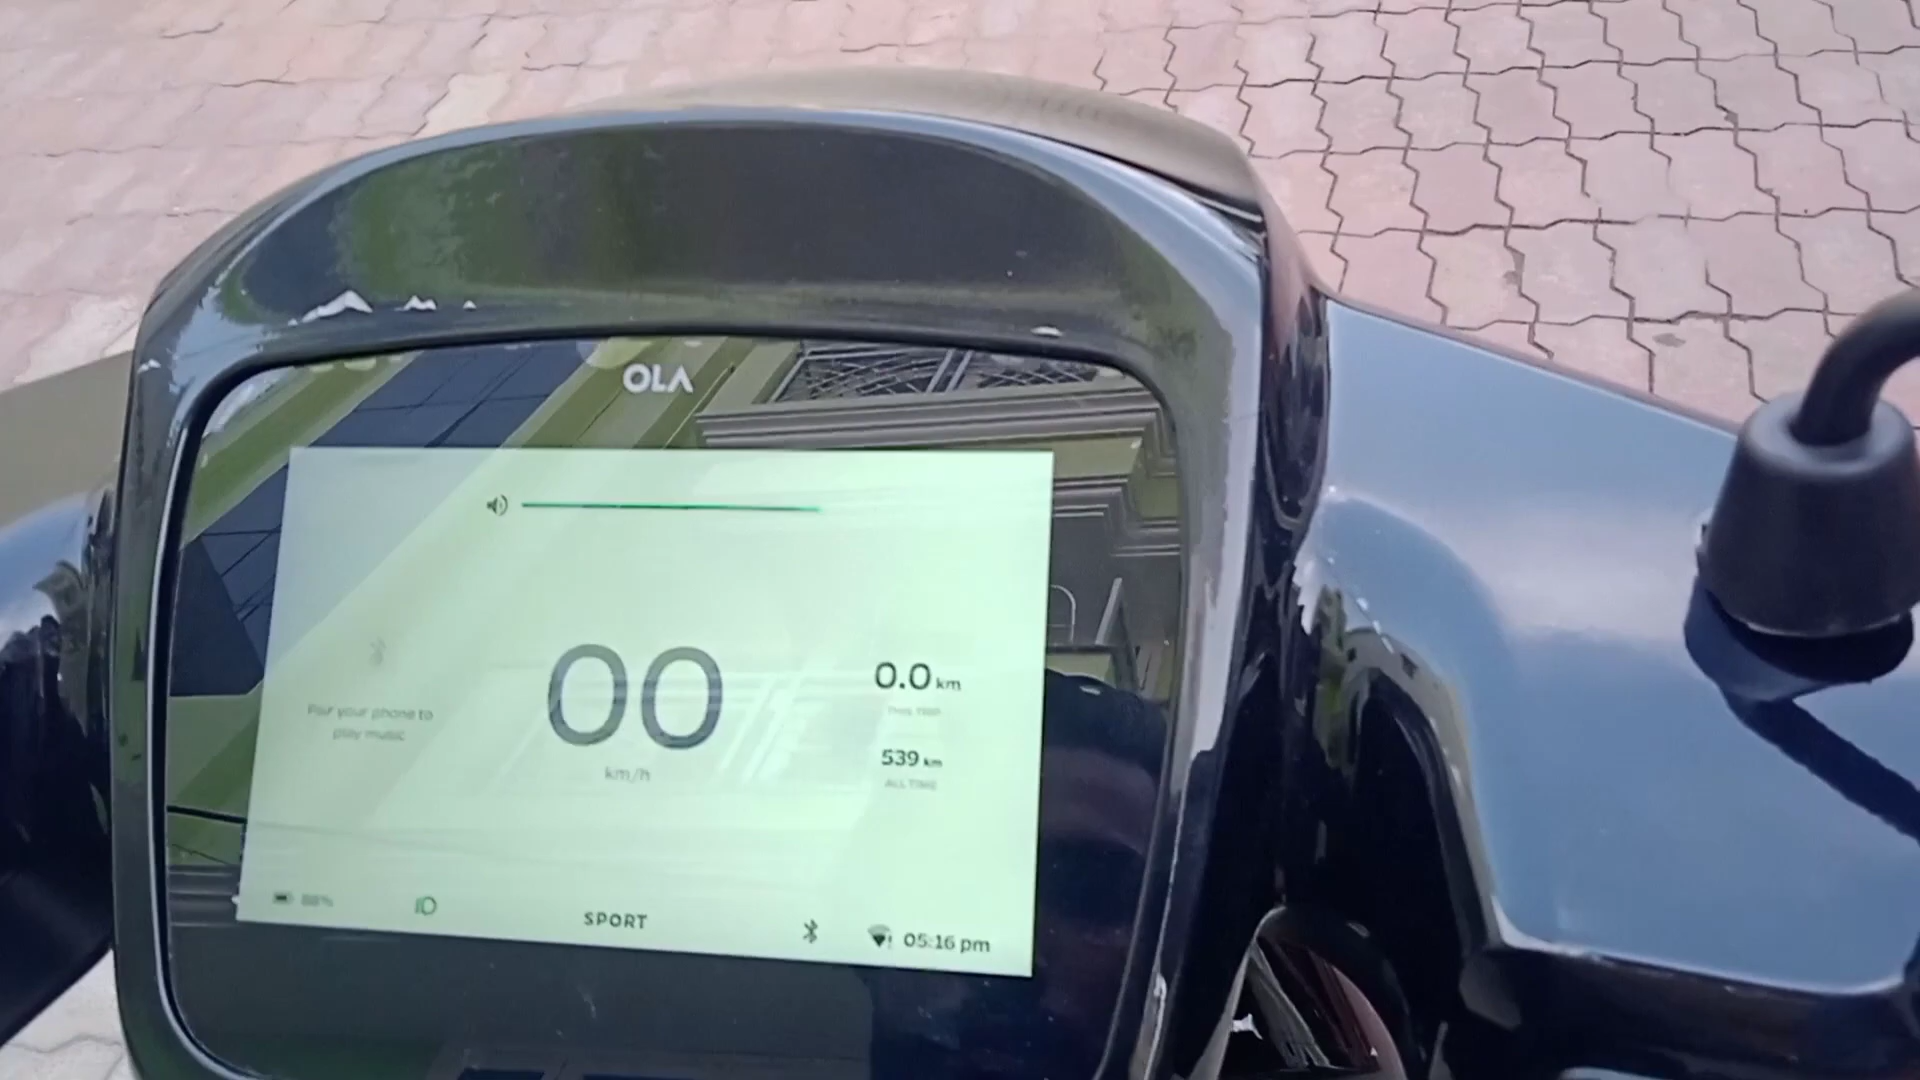 OLA
00
km/h
0.0 km
THIS TRIP
539 km
ALL TIME
Pair your phone to
play music
88%
SPORT
05:16 pm